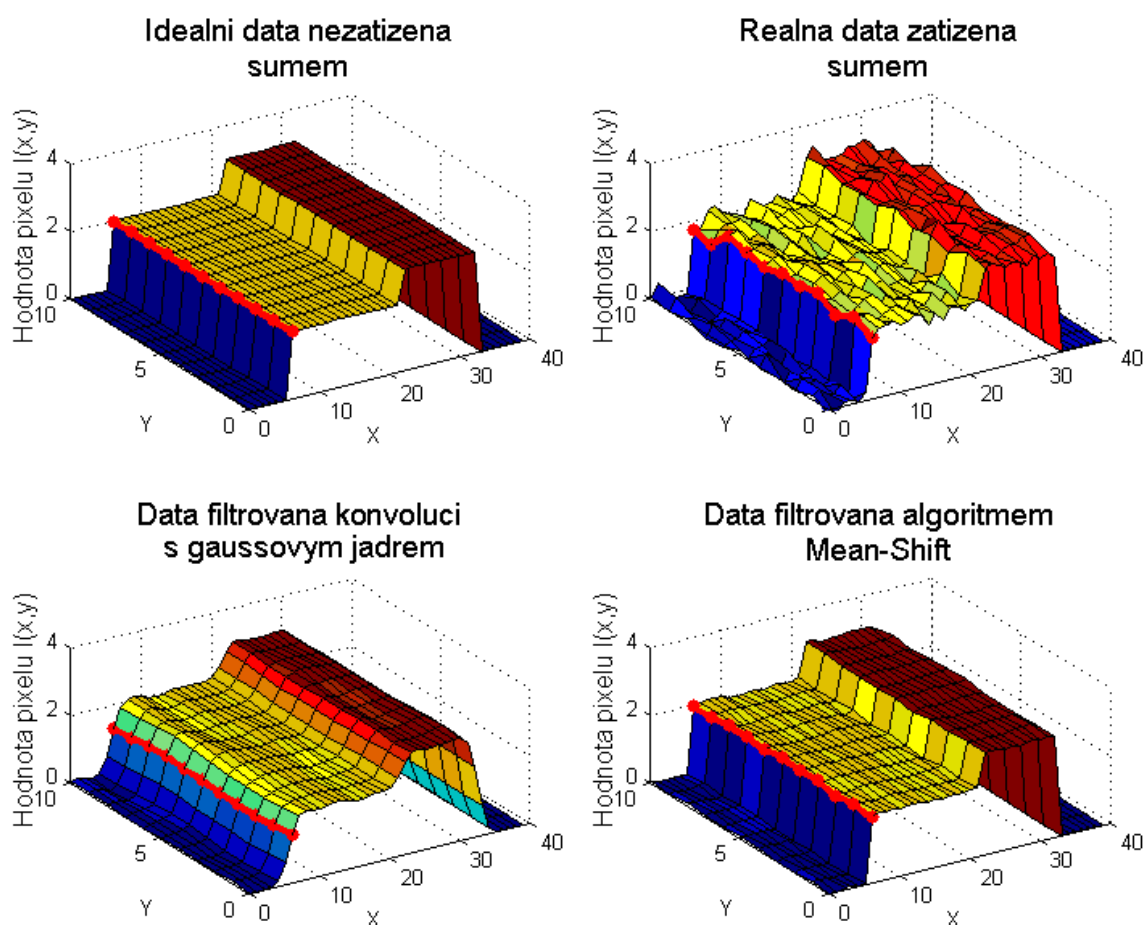 Idealni data nezatizena
sumem
Hodnota pixelu I(x,y)
4
2
0
10
5
0
Y
0
10
20
30
40
X
Realna data zatizena
sumem
Hodnota pixelu I(x,y)
4
2
0
10
5
0
Y
0
10
20
30
40
X
Data filtrovana konvoluci
s gaussovym jadrem
Hodnota pixelu I(x,y)
4
2
0
10
5
0
Y
0
10
20
30
40
X
Data filtrovana algoritmem
Mean-Shift
Hodnota pixelu I(x,y)
4
2
0
10
5
0
Y
0
10
20
30
40
X